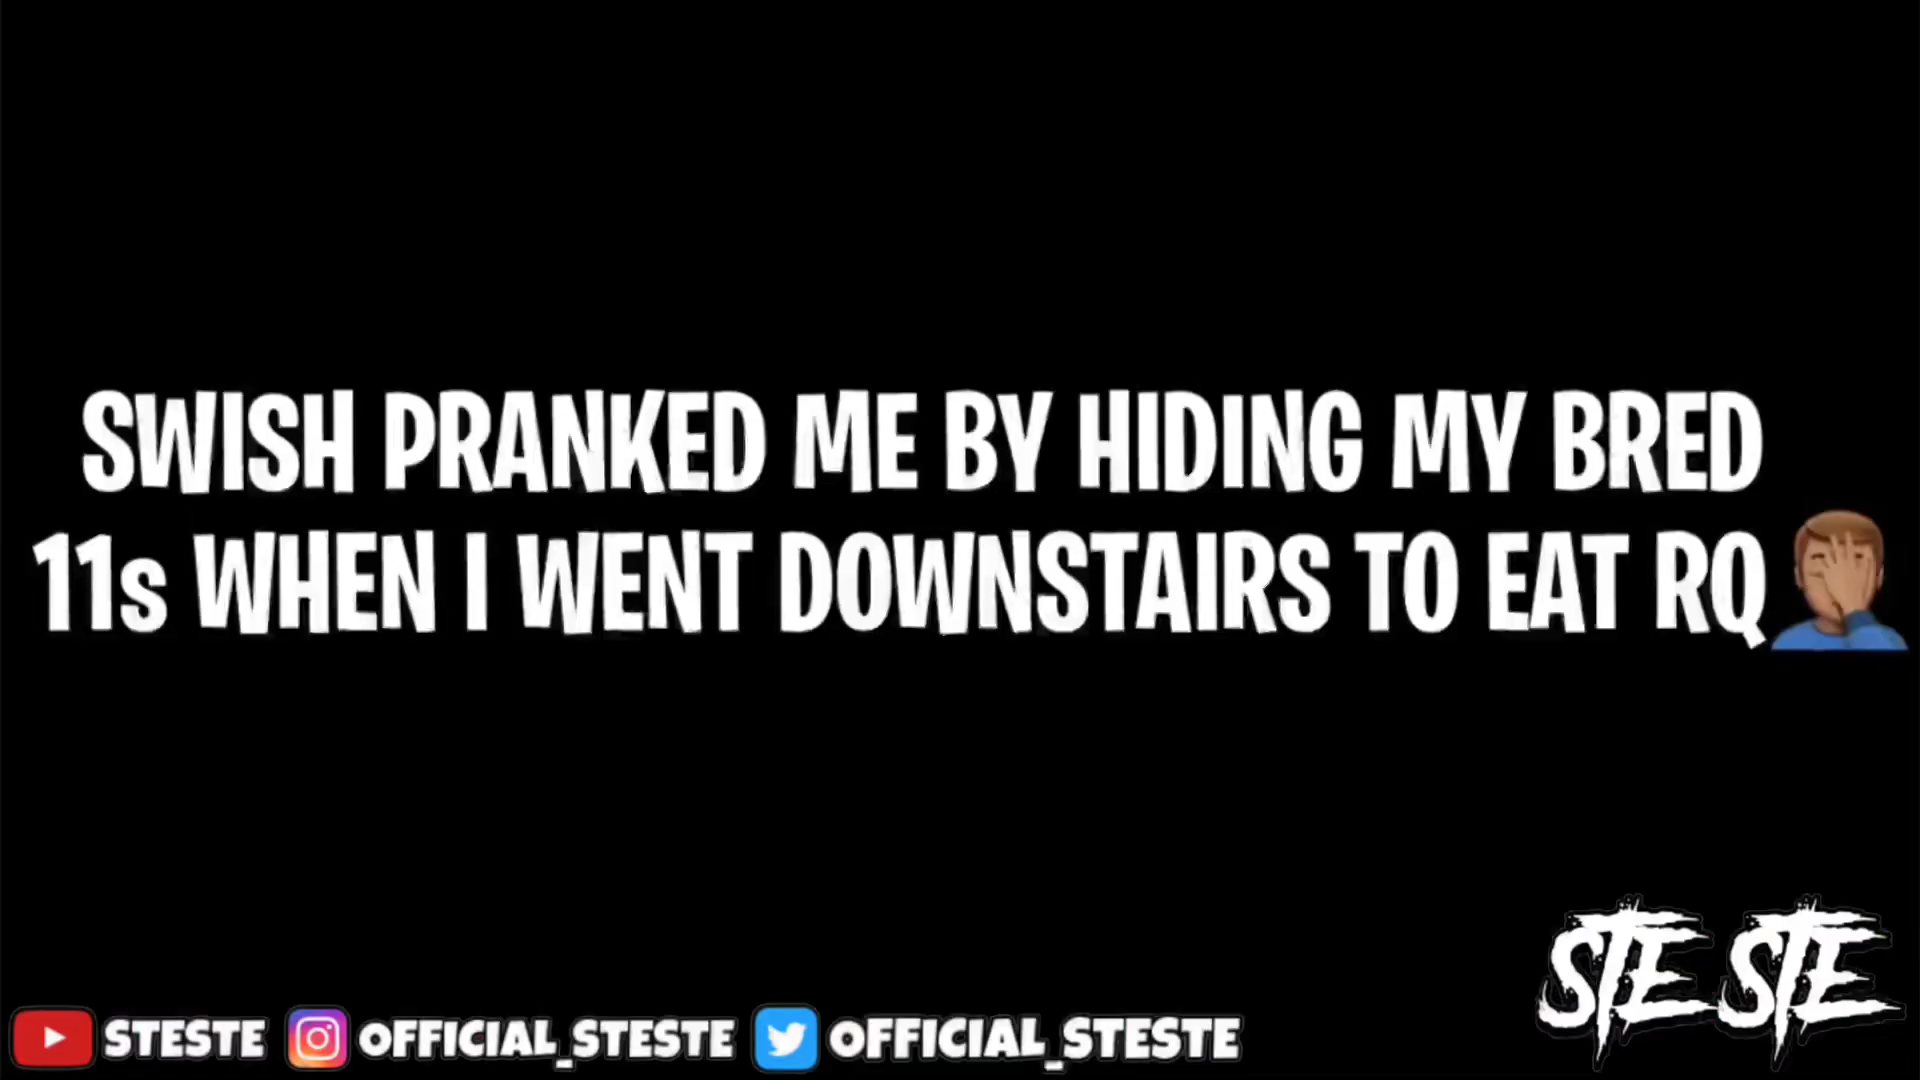 SWISH PRANKED ME BY HIDING MY BRED
11s WHEN I WENT DOWNSTAIRS TO EAT RQ🤦🏽‍♂️
STE STE
STESTE OFFICIAL_STESTE OFFICIAL_STESTE